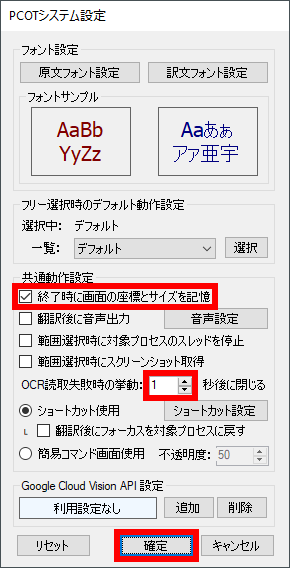 PCOTシステム設定
フォント設定
原文フォント設定 訳文フォント設定
フォントサンプル
AaBb
YyZz
Aaあぁ
アァ亜宇
フリー選択時のデフォルト動作設定
選択中: デフォルト
一覧: デフォルト 選択
共通動作設定
終了時に画面の座標とサイズを記憶
翻訳後に音声出力 音声設定
範囲選択時に対象プロセスのスレッドを停止
範囲選択時にスクリーンショット取得
OCR読取失敗時の挙動: 1 秒後に閉じる
ショートカット使用 ショートカット設定
L 翻訳後にフォーカスを対象プロセスに戻す
簡易コマンド画面使用 不透明度: 50
Google Cloud Vision API 設定
利用設定なし 追加 削除
リセット 確定 キャンセル